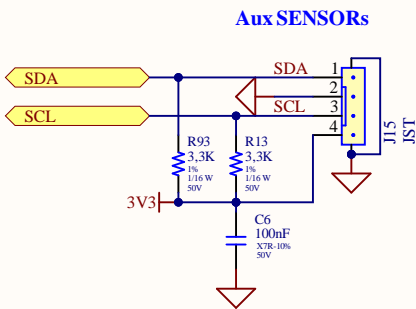 Aux SENSORs
SDA
SDA
1
2
SCL
SCL
3
4
J15
JST
R93
3,3K
1%
1/16 W
50V
R13
3,3K
1%
1/16 W
50V
3V3
C6
100nF
X7R-10%
50V